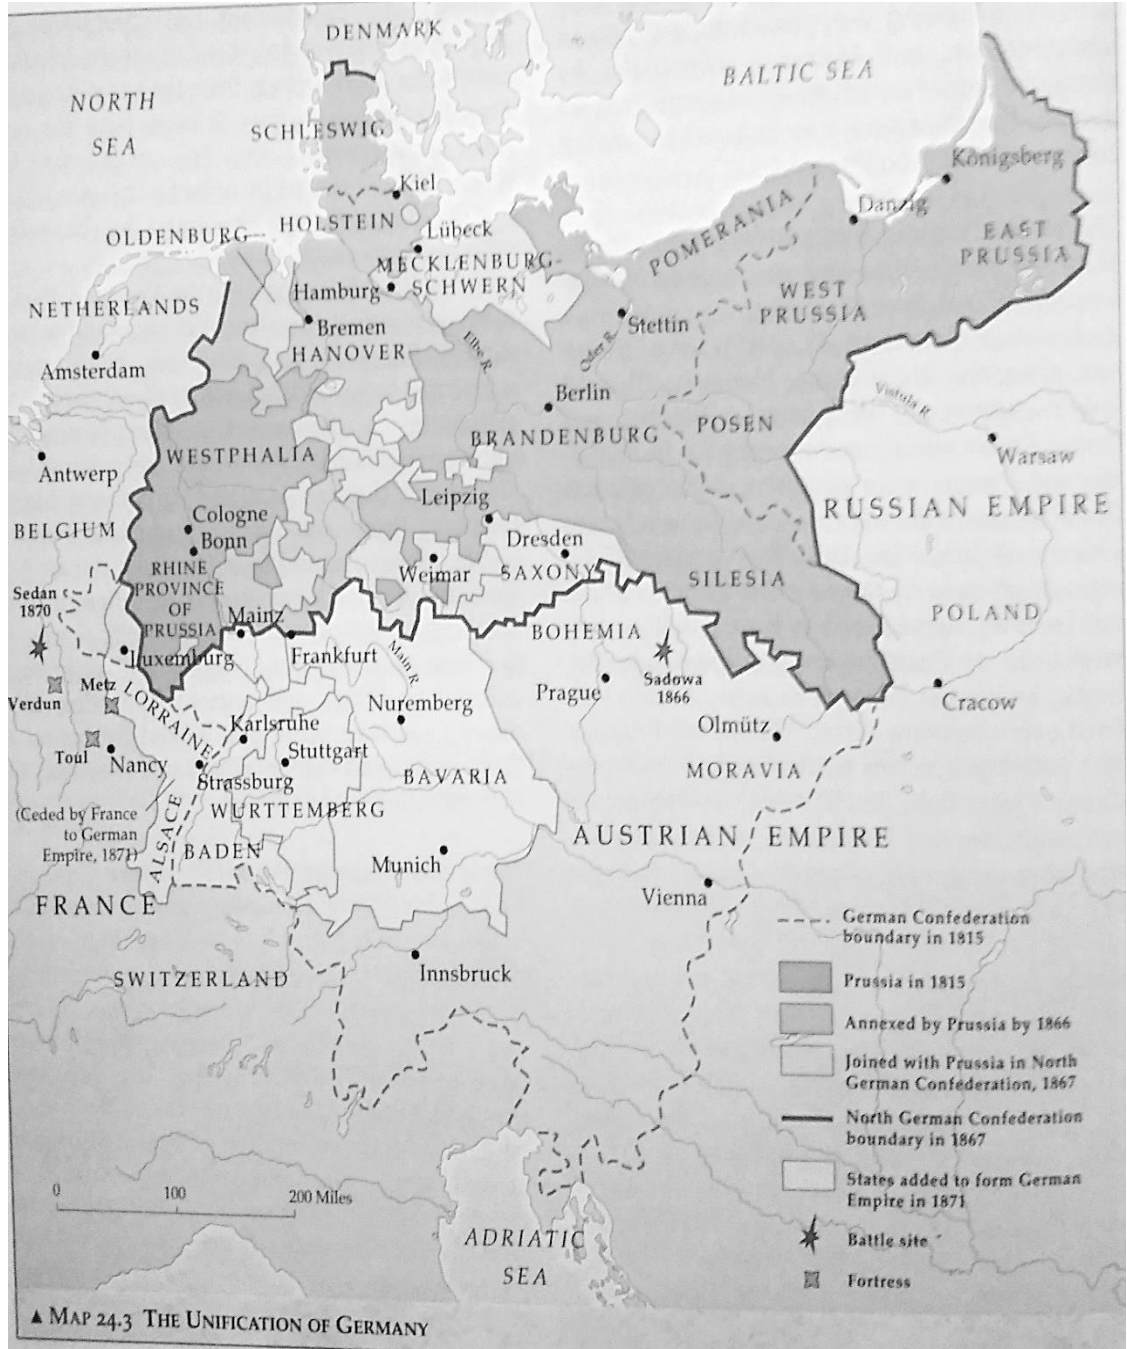 DENMARK
BALTIC SEA
NORTH
SEA
SCHLESWIG
Königsberg
Kiel
Danzig
HOLSTEIN
POMERANIA
OLDENBURG
Lübeck
EAST
PRUSSIA
MECKLENBURG-
SCHWERN
Hamburg
WEST
PRUSSIA
NETHERLANDS
Bremen
Stettin
HANOVER
Elbe R.
Oder R.
Amsterdam
Berlin
Vistula R.
BRANDENBURG
POSEN
WESTPHALIA
Warsaw
Antwerp
Leipzig
RUSSIAN EMPIRE
Cologne
BELGIUM
Bonn
Dresden
RHINE
PROVINCE
OF
PRUSSIA
Weimar
SAXONY
SILESIA
Sedan
1870
POLAND
Mainz
BOHEMIA
Luxemburg
Frankfurt
Main R.
Sadowa
1866
Metz
Prague
Verdun
LORRAINE
Nuremberg
Cracow
Karlsruhe
Olmütz
Toul
Nancy
Stuttgart
Strassburg
BAVARIA
MORAVIA
(Ceded by France
to German
Empire, 1871)
ALSACE
WURTTEMBERG
AUSTRIAN EMPIRE
BADEN
Munich
Vienna
FRANCE
SWITZERLAND
Innsbruck
German Confederation
boundary in 1815
Prussia in 1815
Annexed by Prussia by 1866
Joined with Prussia in North
German Confederation, 1867
North German Confederation
boundary in 1867
States added to form German
Empire in 1871
Battle site
Fortress
0 100 200 Miles
ADRIATIC
SEA
▲ MAP 24.3 THE UNIFICATION OF GERMANY